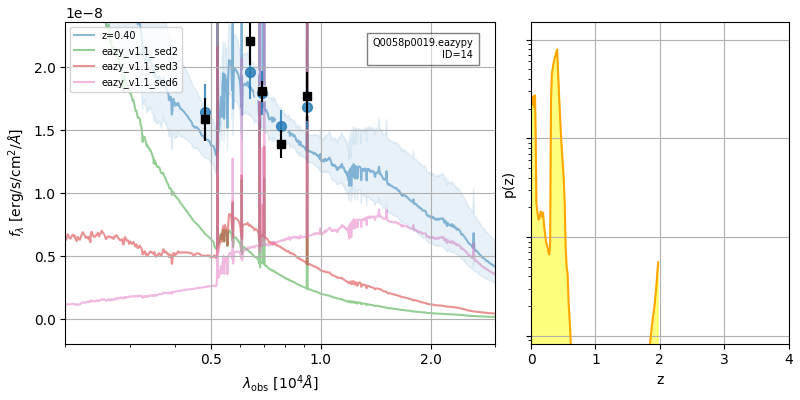 1e−8
z=0.40
eazy_v1.1_sed2
eazy_v1.1_sed3
eazy_v1.1_sed6
Q0058p0019.eazypy
ID=14
2.0
1.5
1.0
0.5
0.0
f_λ [erg/s/cm²/Å]
0.5 1.0 2.0
λ_obs [10⁴Å]
p(z)
0 1 2 3 4
z